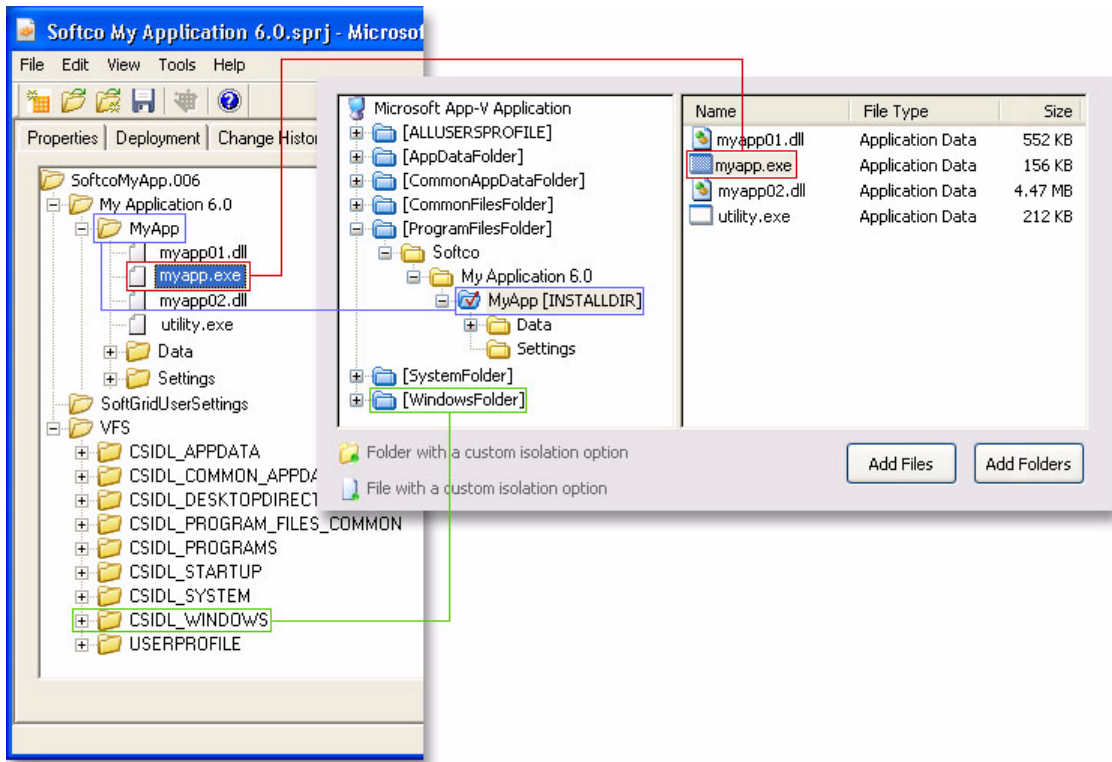 Softco My Application 6.0.sprj - Microsof
File Edit View Tools Help
Properties Deployment Change Histo
SoftcoMyApp.006
My Application 6.0
MyApp
myapp01.dll
myapp.exe
myapp02.dll
utility.exe
Data
Settings
SoftGridUserSettings
VFS
CSIDL_APPDATA
CSIDL_COMMON_APPDA
CSIDL_DESKTOPDIRECT
CSIDL_PROGRAM_FILES_COMMON
CSIDL_PROGRAMS
CSIDL_STARTUP
CSIDL_SYSTEM
CSIDL_WINDOWS
USERPROFILE
Microsoft App-V Application
[ALLUSERSPROFILE]
[AppDataFolder]
[CommonAppDataFolder]
[CommonFilesFolder]
[ProgramFilesFolder]
Softco
My Application 6.0
MyApp [INSTALLDIR]
Data
Settings
[SystemFolder]
[WindowsFolder]
Name File Type Size
myapp01.dll Application Data 552 KB
myapp.exe Application Data 156 KB
myapp02.dll Application Data 4.47 MB
utility.exe Application Data 212 KB
Folder with a custom isolation option
File with a custom isolation option
Add Files Add Folders